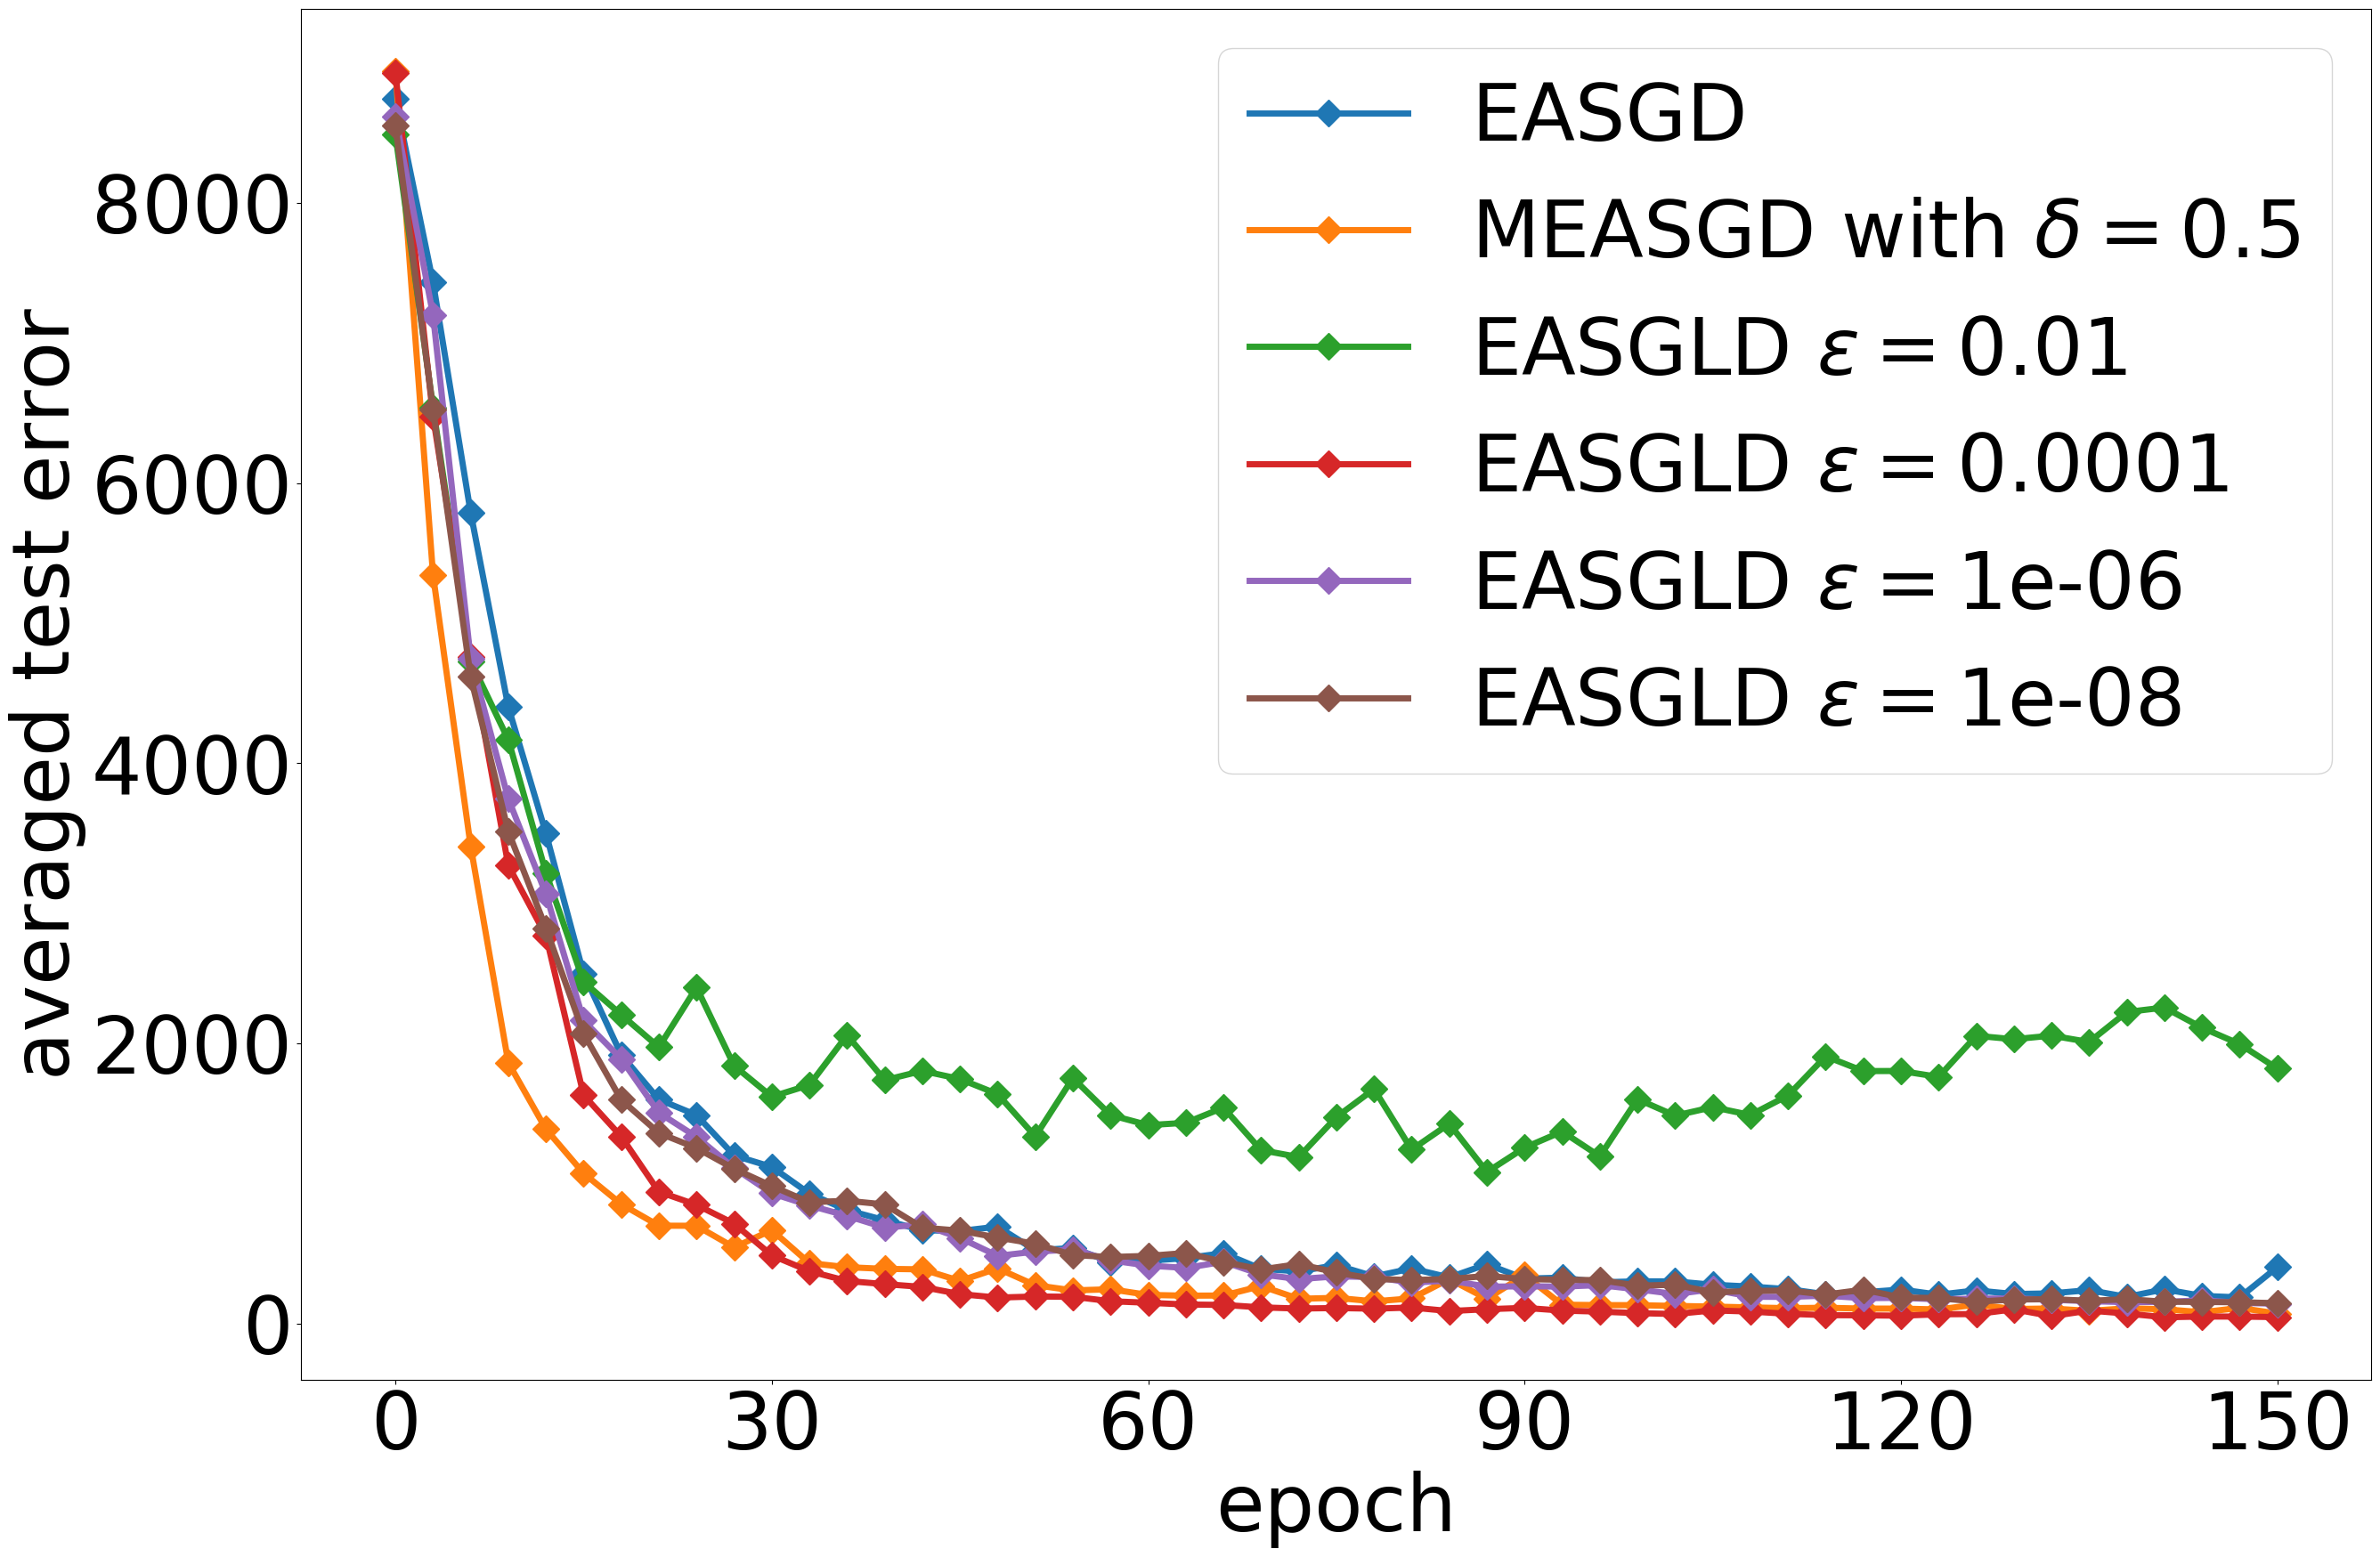 averaged test error
8000
6000
4000
2000
0
0 30 60 90 120 150
epoch
EASGD
MEASGD with δ = 0.5
EASGLD ε = 0.01
EASGLD ε = 0.0001
EASGLD ε = 1e-06
EASGLD ε = 1e-08